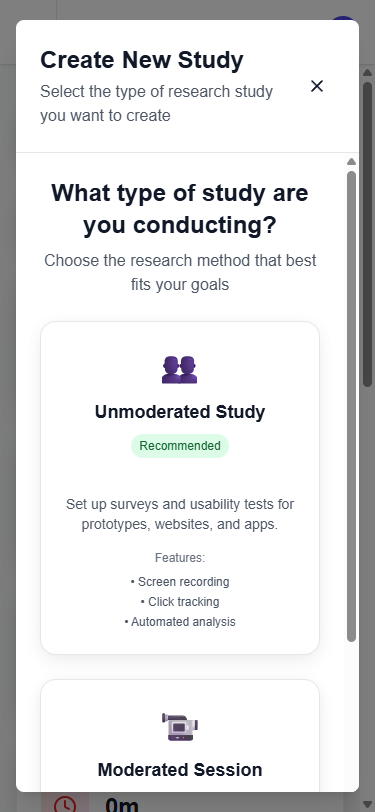 Create New Study
Select the type of research study
you want to create
What type of study are
you conducting?
Choose the research method that best
fits your goals
Unmoderated Study
Recommended
Set up surveys and usability tests for
prototypes, websites, and apps.
Features:
• Screen recording
• Click tracking
• Automated analysis
Moderated Session
0m